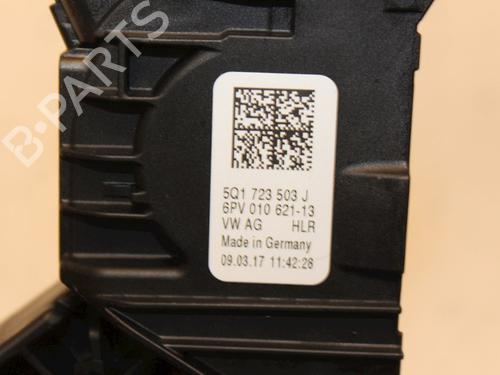 B-PARTS
5Q1 723 503 J
6PV 010 621-13
VW AG HLR
Made in Germany
09.03.17 11:42:28